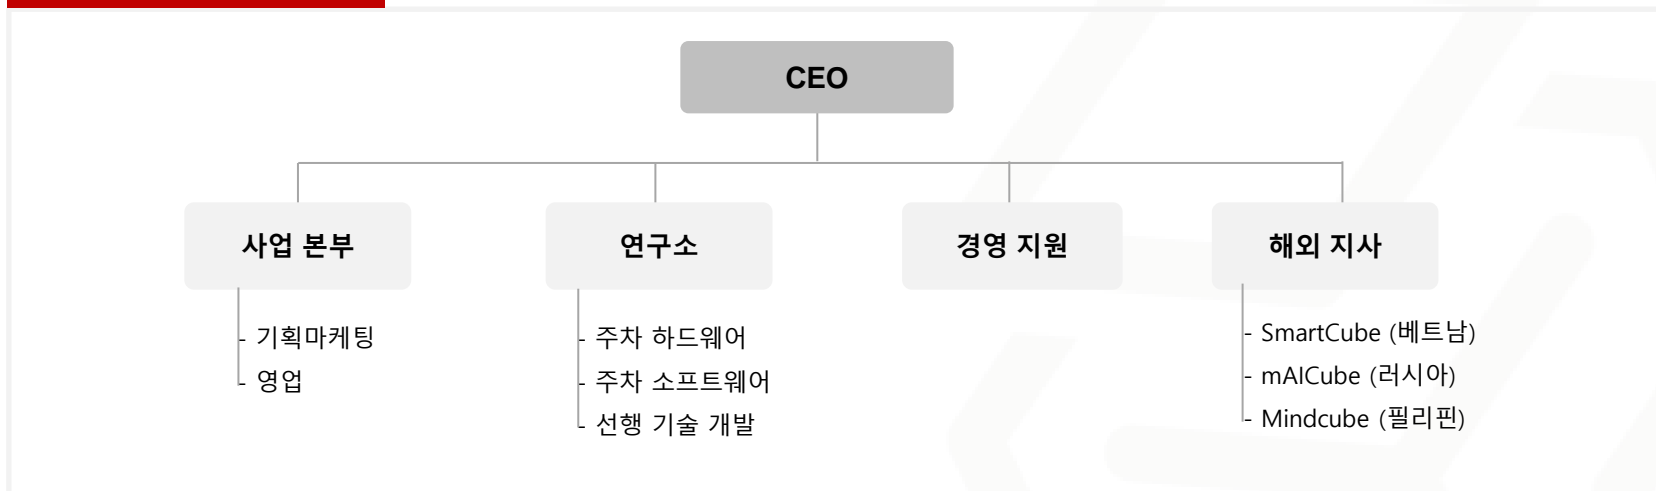 CEO
사업 본부
- 기획마케팅
- 영업
연구소
- 주차 하드웨어
- 주차 소프트웨어
- 선행 기술 개발
경영 지원
해외 지사
- SmartCube (베트남)
- mAICube (러시아)
- Mindcube (필리핀)